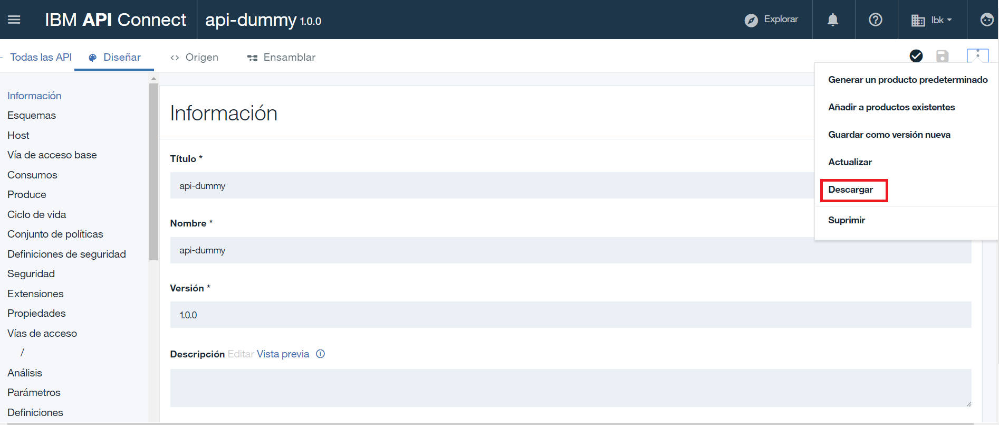 IBM API Connect
api-dummy 1.0.0
Explorar
Ibk
Todas las API
Diseñar
<> Origen
Ensamblar
Generar un producto predeterminado
Añadir a productos existentes
Guardar como versión nueva
Actualizar
Descargar
Suprimir
Información
Esquemas
Host
Vía de acceso base
Consumos
Produce
Ciclo de vida
Conjunto de políticas
Definiciones de seguridad
Seguridad
Extensiones
Propiedades
Vías de acceso
/
Análisis
Parámetros
Definiciones
Información
Título *
api-dummy
Nombre *
api-dummy
Versión *
1.0.0
Descripción Editar Vista previa